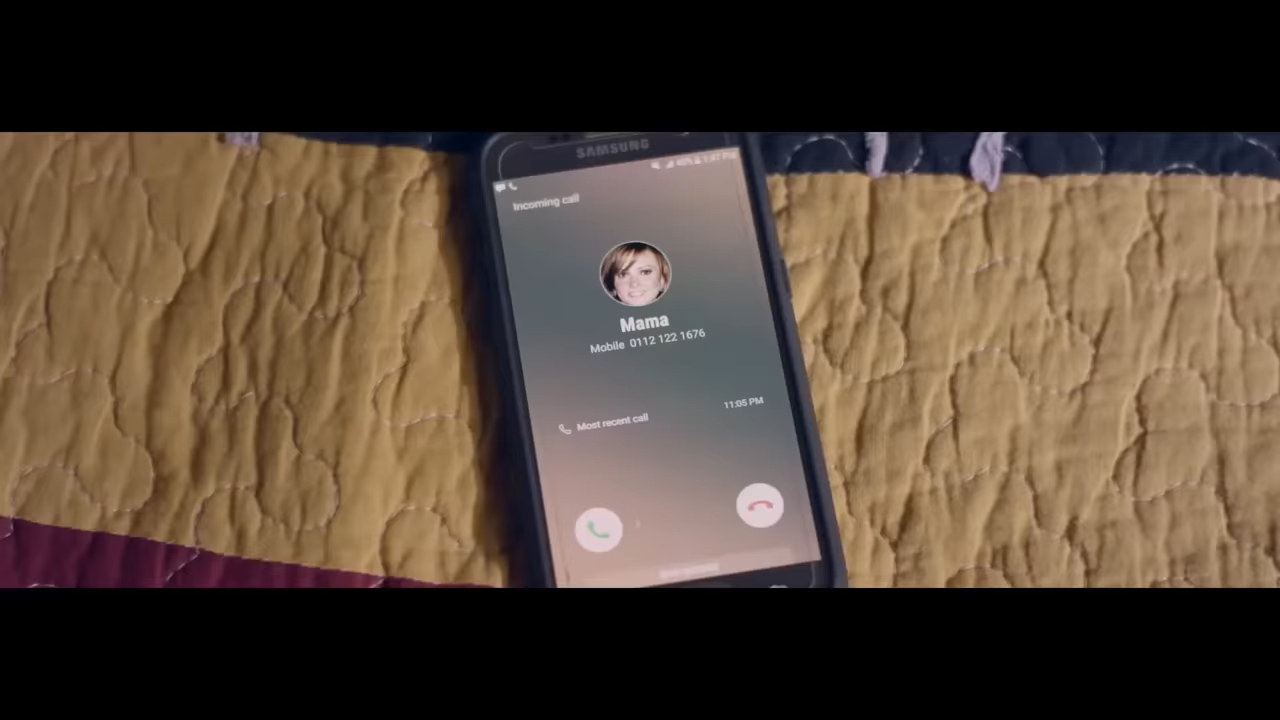 SAMSUNG
Incoming call
Mama
Mobile 0112 122 1676
11:05 PM
Most recent call